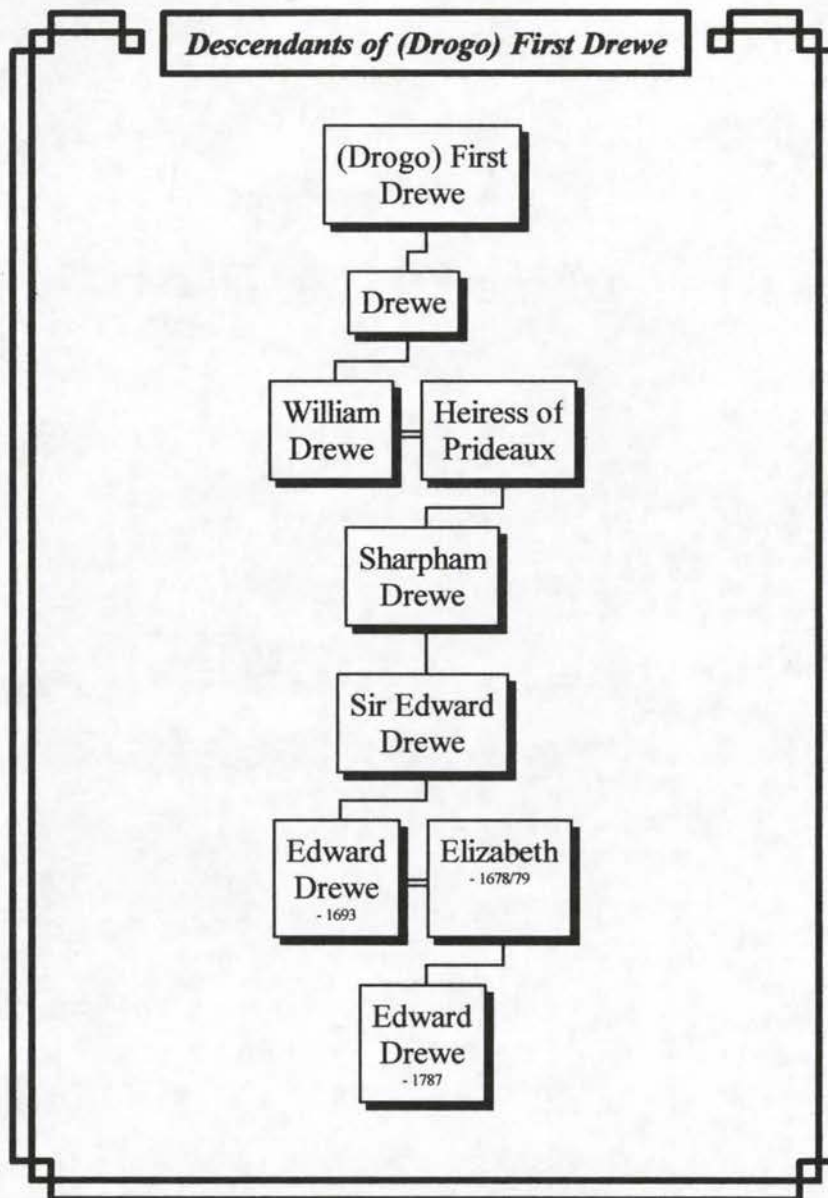 Descendants of (Drogo) First Drewe
(Drogo) First
Drewe
Drewe
William
Drewe
Heiress of
Prideaux
Sharpham
Drewe
Sir Edward
Drewe
Edward
Drewe
- 1693
Elizabeth
- 1678/79
Edward
Drewe
- 1787